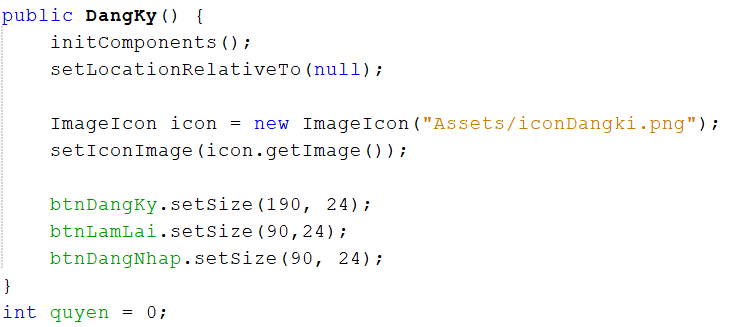 public DangKy() {
    initComponents();
    setLocationRelativeTo(null);

    ImageIcon icon = new ImageIcon("Assets/iconDangki.png");
    setIconImage(icon.getImage());

    btnDangKy.setSize(190, 24);
    btnLamLai.setSize(90,24);
    btnDangNhap.setSize(90, 24);
}
int quyen = 0;